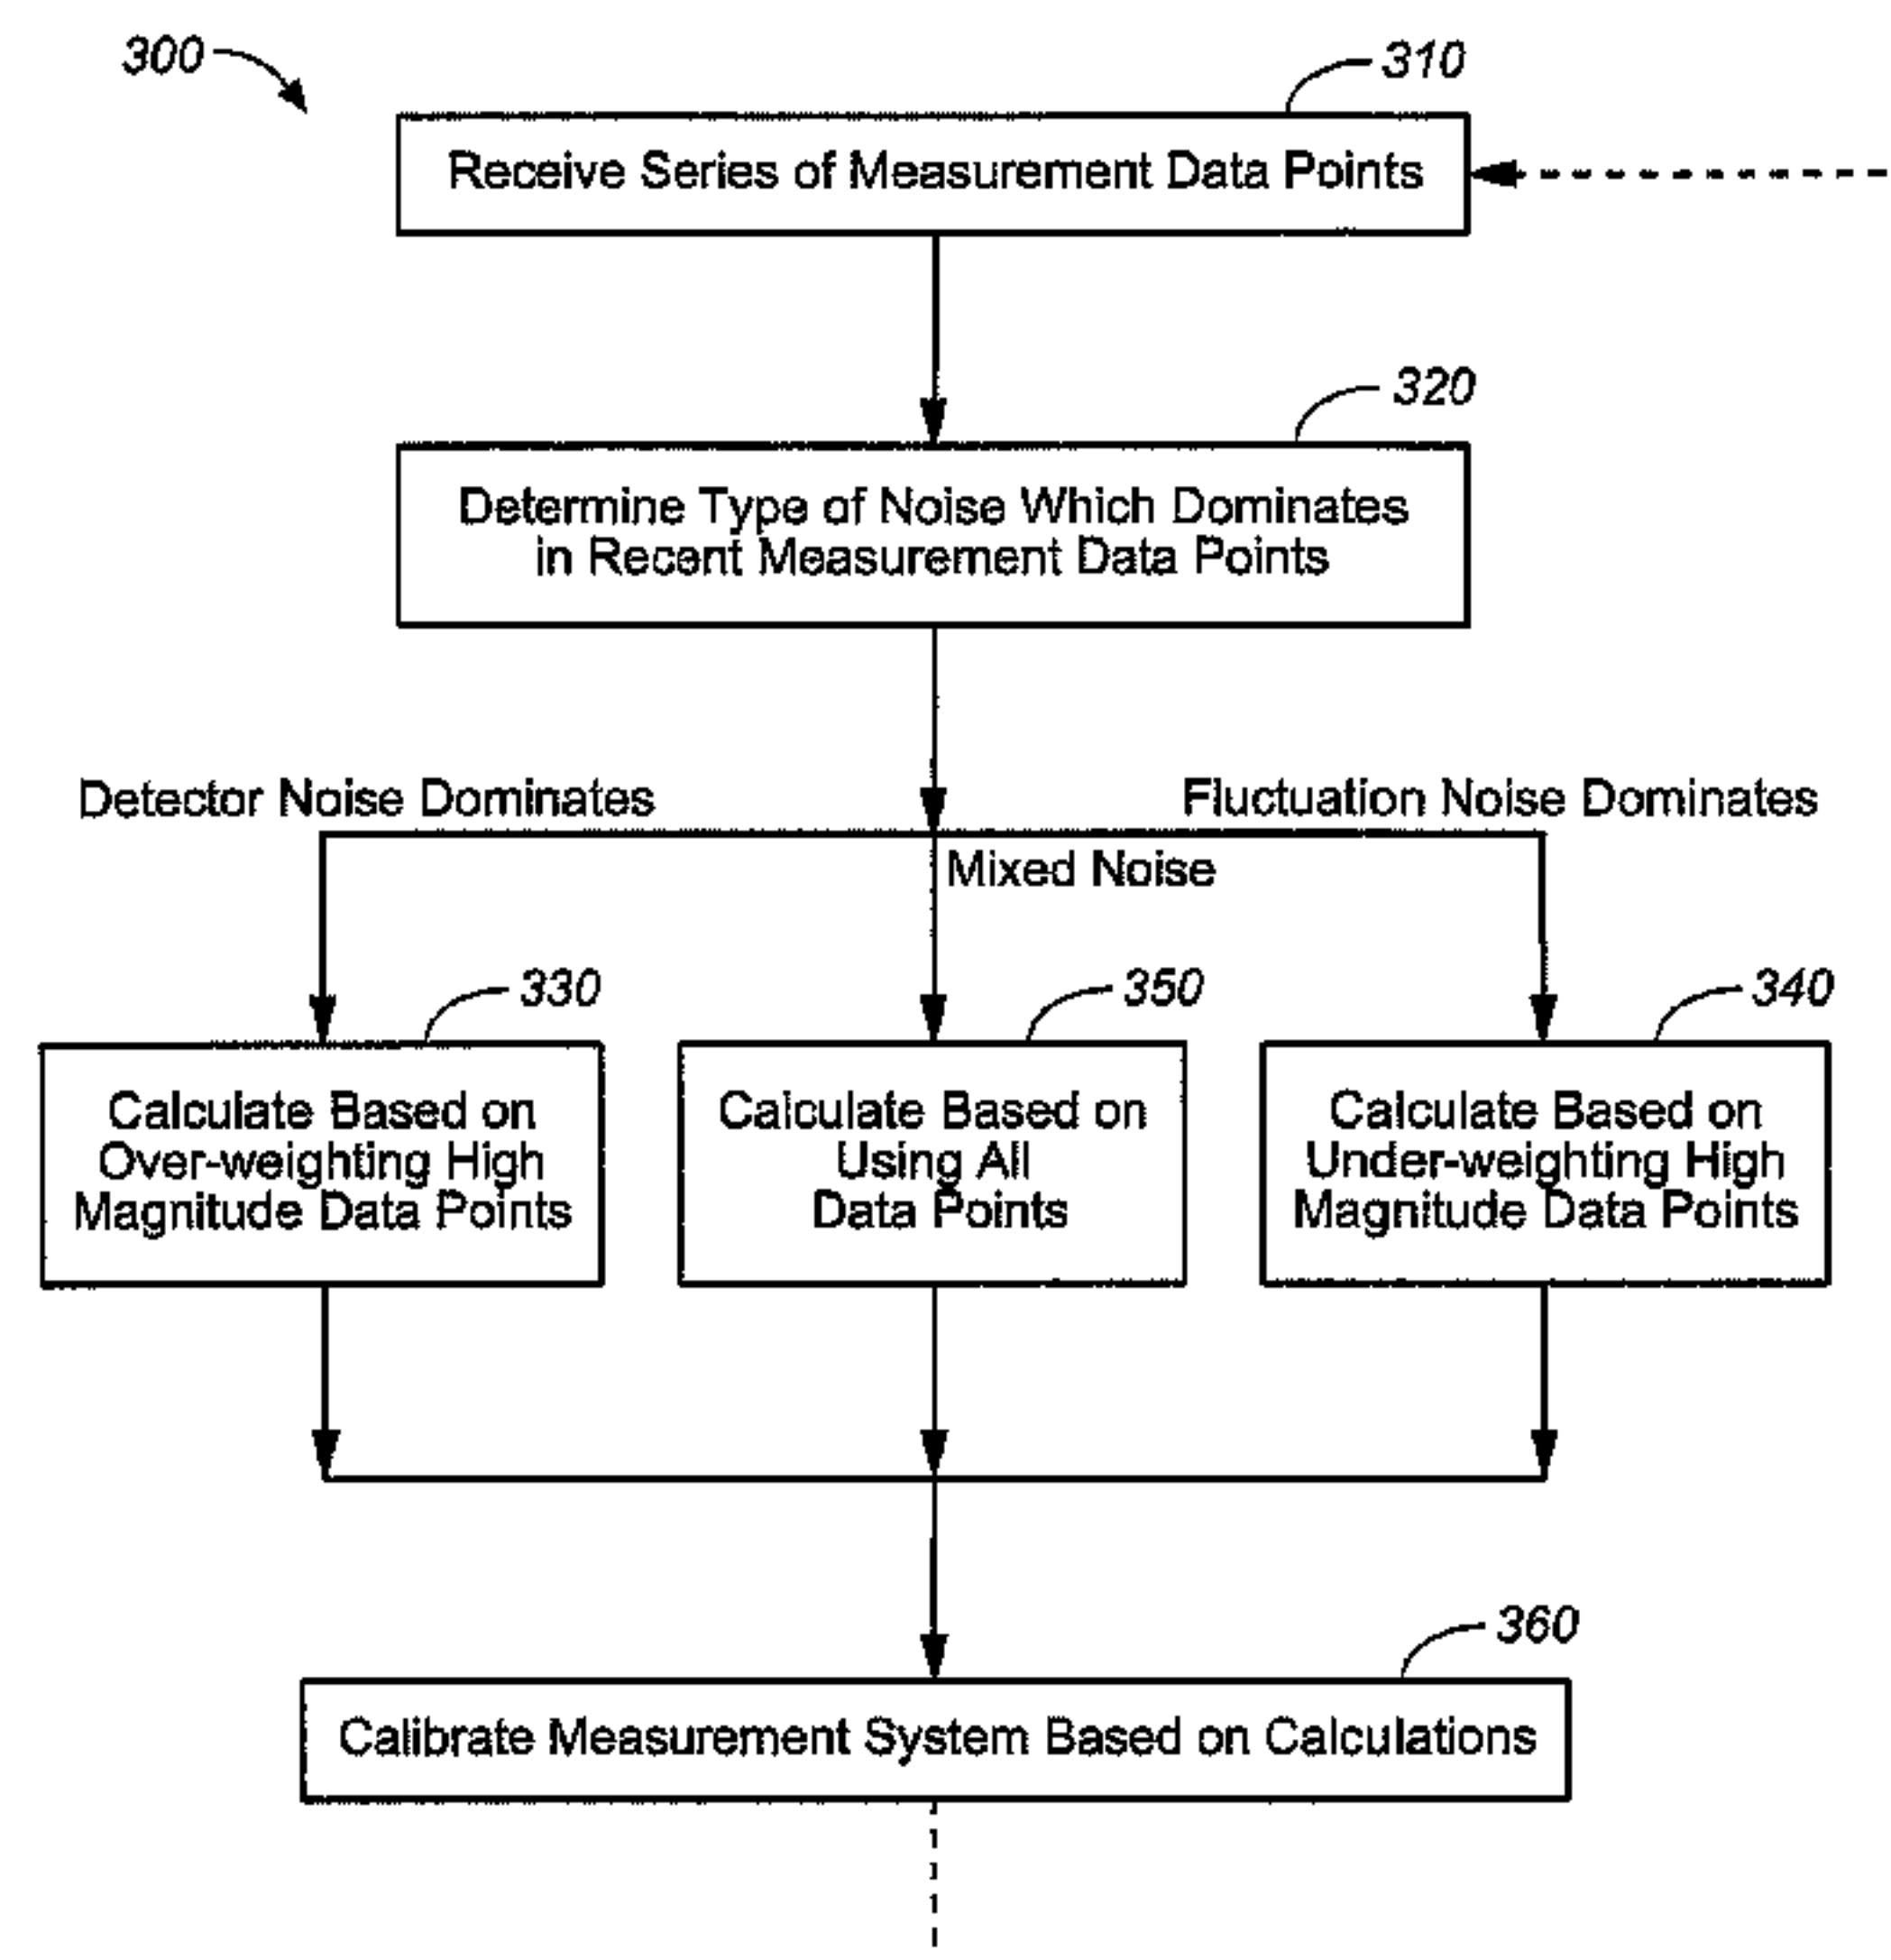 300
310
Receive Series of Measurement Data Points
320
Determine Type of Noise Which Dominates
in Recent Measurement Data Points
Detector Noise Dominates
Fluctuation Noise Dominates
Mixed Noise
330
350
340
Calculate Based on
Over-weighting High
Magnitude Data Points
Calculate Based on
Using All
Data Points
Calculate Based on
Under-weighting High
Magnitude Data Points
360
Calibrate Measurement System Based on Calculations